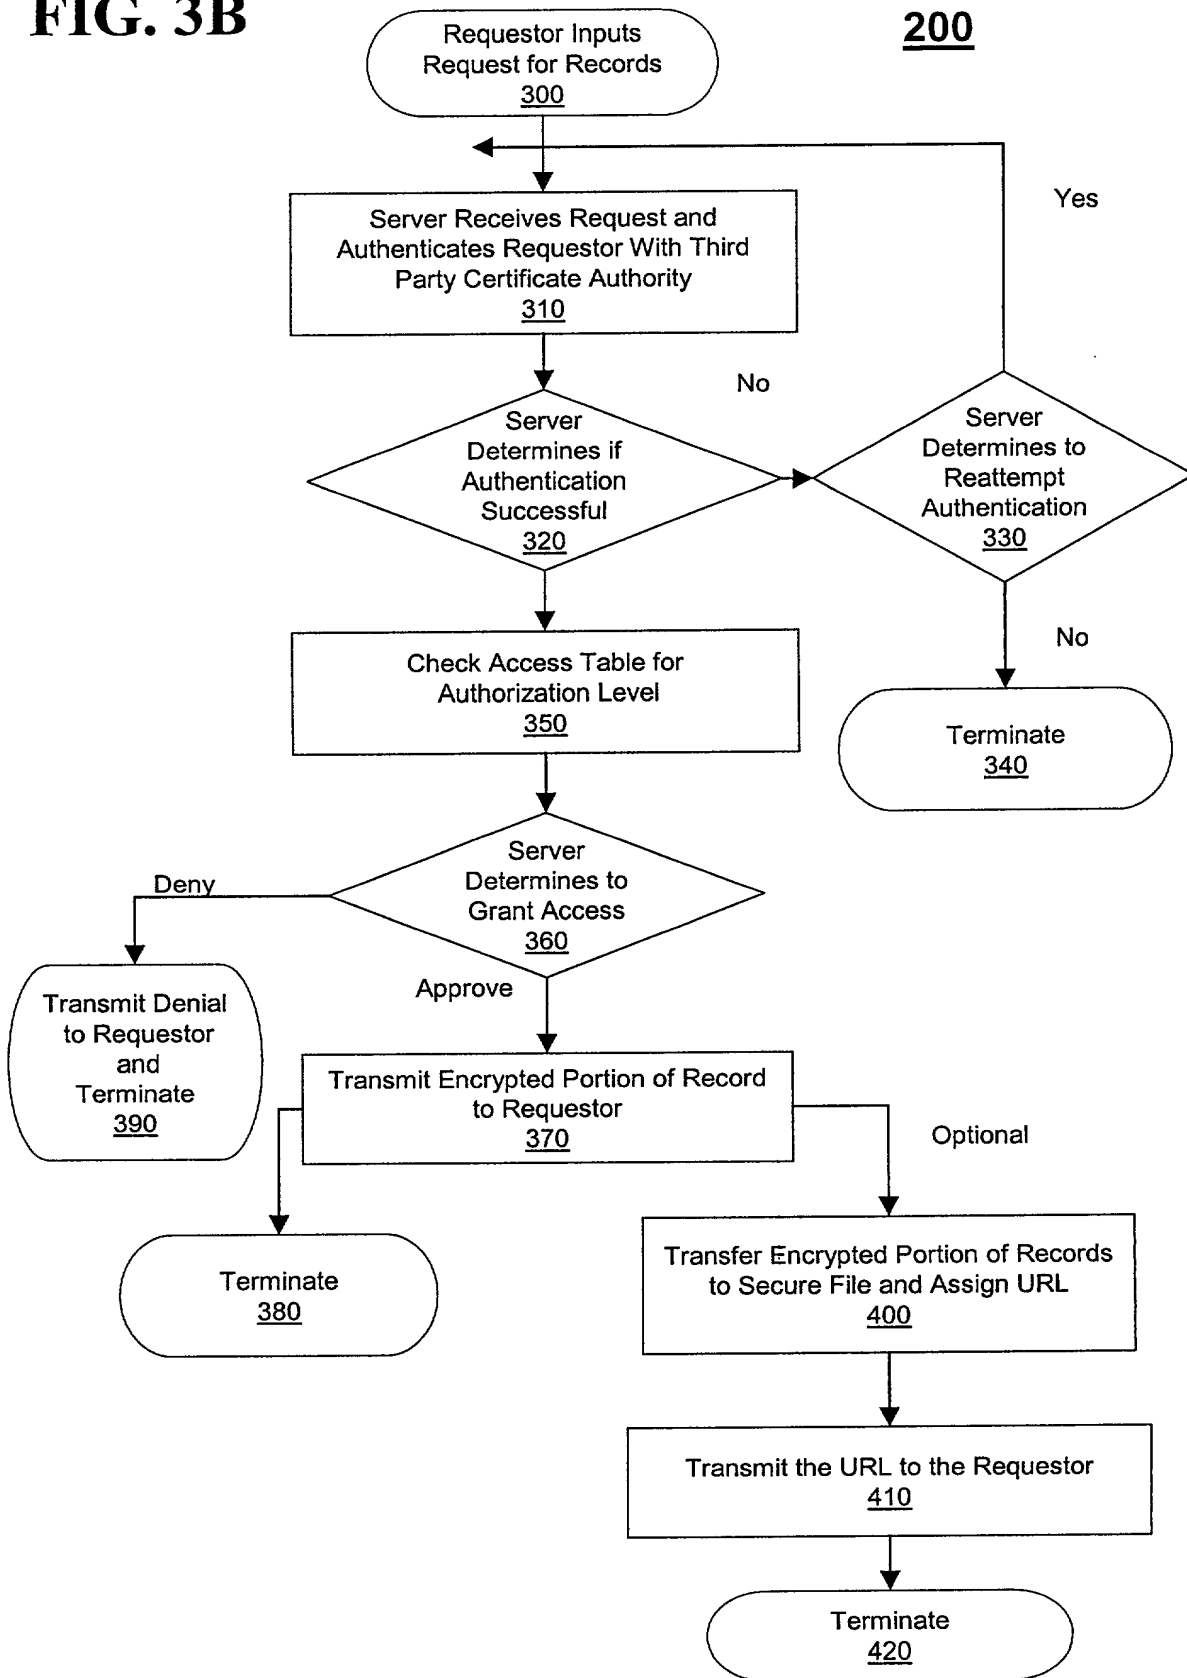 FIG. 3B
200
Requestor Inputs
Request for Records
300
Yes
Server Receives Request and
Authenticates Requestor With Third
Party Certificate Authority
310
No
Server
Determines if
Authentication
Successful
320
Server
Determines to
Reattempt
Authentication
330
No
Check Access Table for
Authorization Level
350
Terminate
340
Server
Determines to
Grant Access
360
Deny
Approve
Transmit Denial
to Requestor
and
Terminate
390
Transmit Encrypted Portion of Record
to Requestor
370
Optional
Terminate
380
Transfer Encrypted Portion of Records
to Secure File and Assign URL
400
Transmit the URL to the Requestor
410
Terminate
420